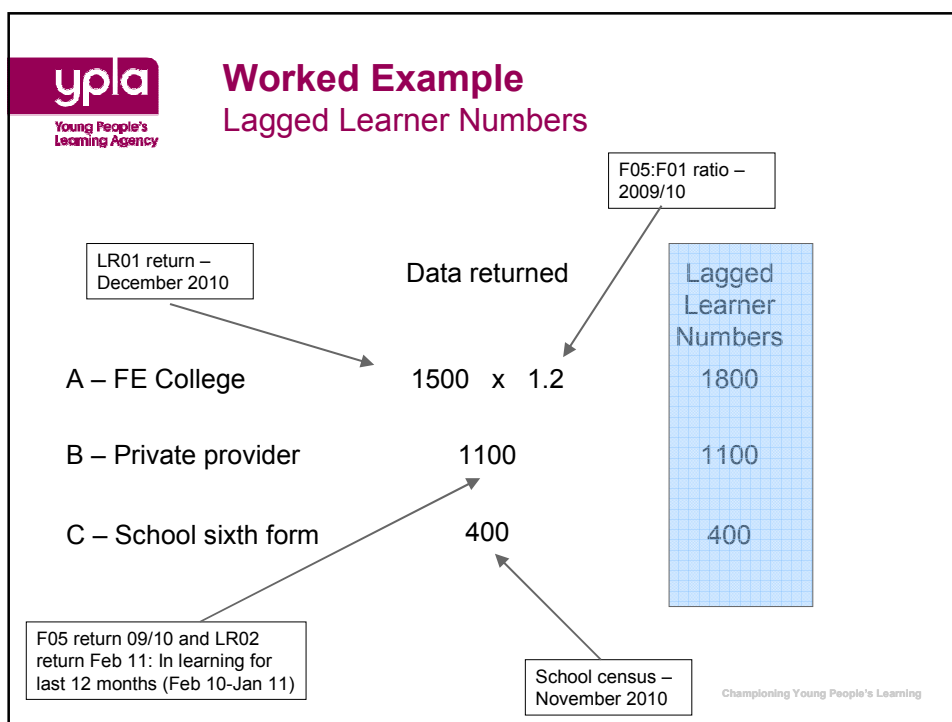 ypla
Young People's
Learning Agency
Worked Example
Lagged Learner Numbers
F05:F01 ratio –
2009/10
LR01 return –
December 2010
Data returned
Lagged
Learner
Numbers
A – FE College 1500 x 1.2 1800
B – Private provider 1100 1100
C – School sixth form 400 400
F05 return 09/10 and LR02
return Feb 11: In learning for
last 12 months (Feb 10-Jan 11)
School census –
November 2010
Championing Young People's Learning